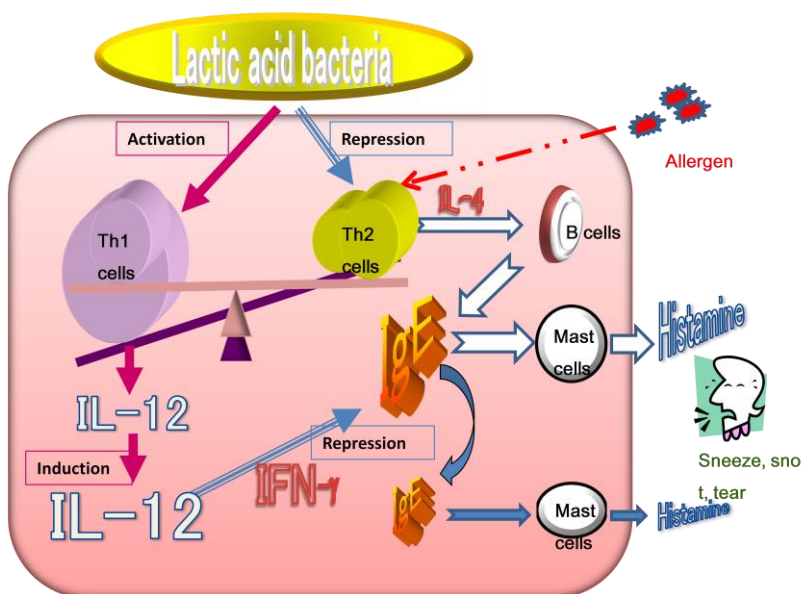 Lactic acid bacteria
Activation
Repression
Allergen
Th1
cells
Th2
cells
IL-4
B cells
IgE
Mast
cells
Histamine
IL-12
Induction
IL-12
Repression
IFN-γ
Sneeze, sno
t, tear
IgE
Mast
cells
Histamine